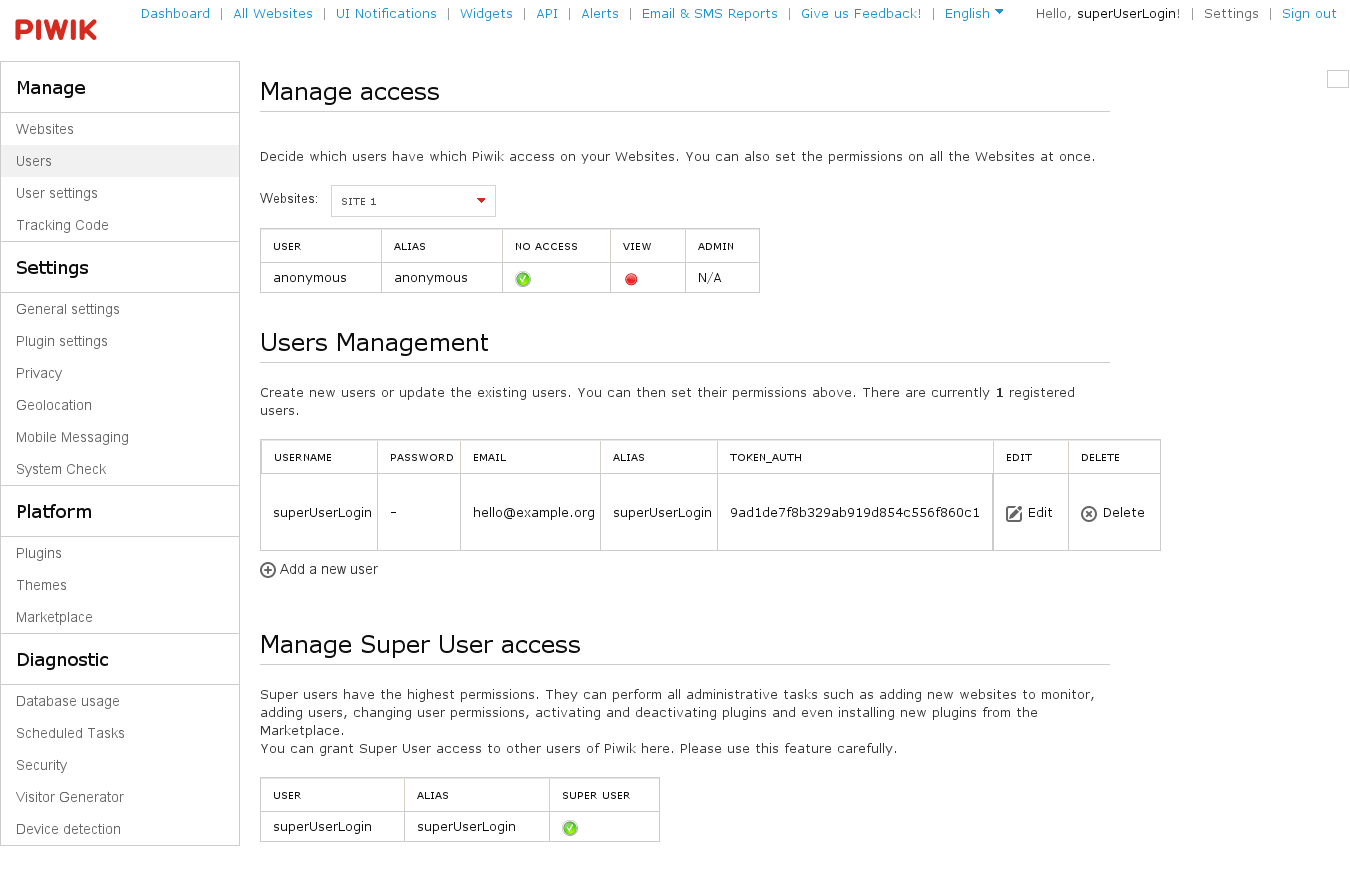 PIWIK
Dashboard | All Websites | UI Notifications | Widgets | API | Alerts | Email & SMS Reports | Give us Feedback! | English
Hello, superUserLogin! | Settings | Sign out
Manage
Websites
Users
User settings
Tracking Code
Settings
General settings
Plugin settings
Privacy
Geolocation
Mobile Messaging
System Check
Platform
Plugins
Themes
Marketplace
Diagnostic
Database usage
Scheduled Tasks
Security
Visitor Generator
Device detection
Manage access
Decide which users have which Piwik access on your Websites. You can also set the permissions on all the Websites at once.
Websites: SITE 1
USER ALIAS NO ACCESS VIEW ADMIN
anonymous anonymous N/A
Users Management
Create new users or update the existing users. You can then set their permissions above. There are currently 1 registered
users.
USERNAME PASSWORD EMAIL ALIAS TOKEN_AUTH EDIT DELETE
superUserLogin - hello@example.org superUserLogin 9ad1de7f8b329ab919d854c556f860c1 Edit Delete
Add a new user
Manage Super User access
Super users have the highest permissions. They can perform all administrative tasks such as adding new websites to monitor,
adding users, changing user permissions, activating and deactivating plugins and even installing new plugins from the
Marketplace.
You can grant Super User access to other users of Piwik here. Please use this feature carefully.
USER ALIAS SUPER USER
superUserLogin superUserLogin